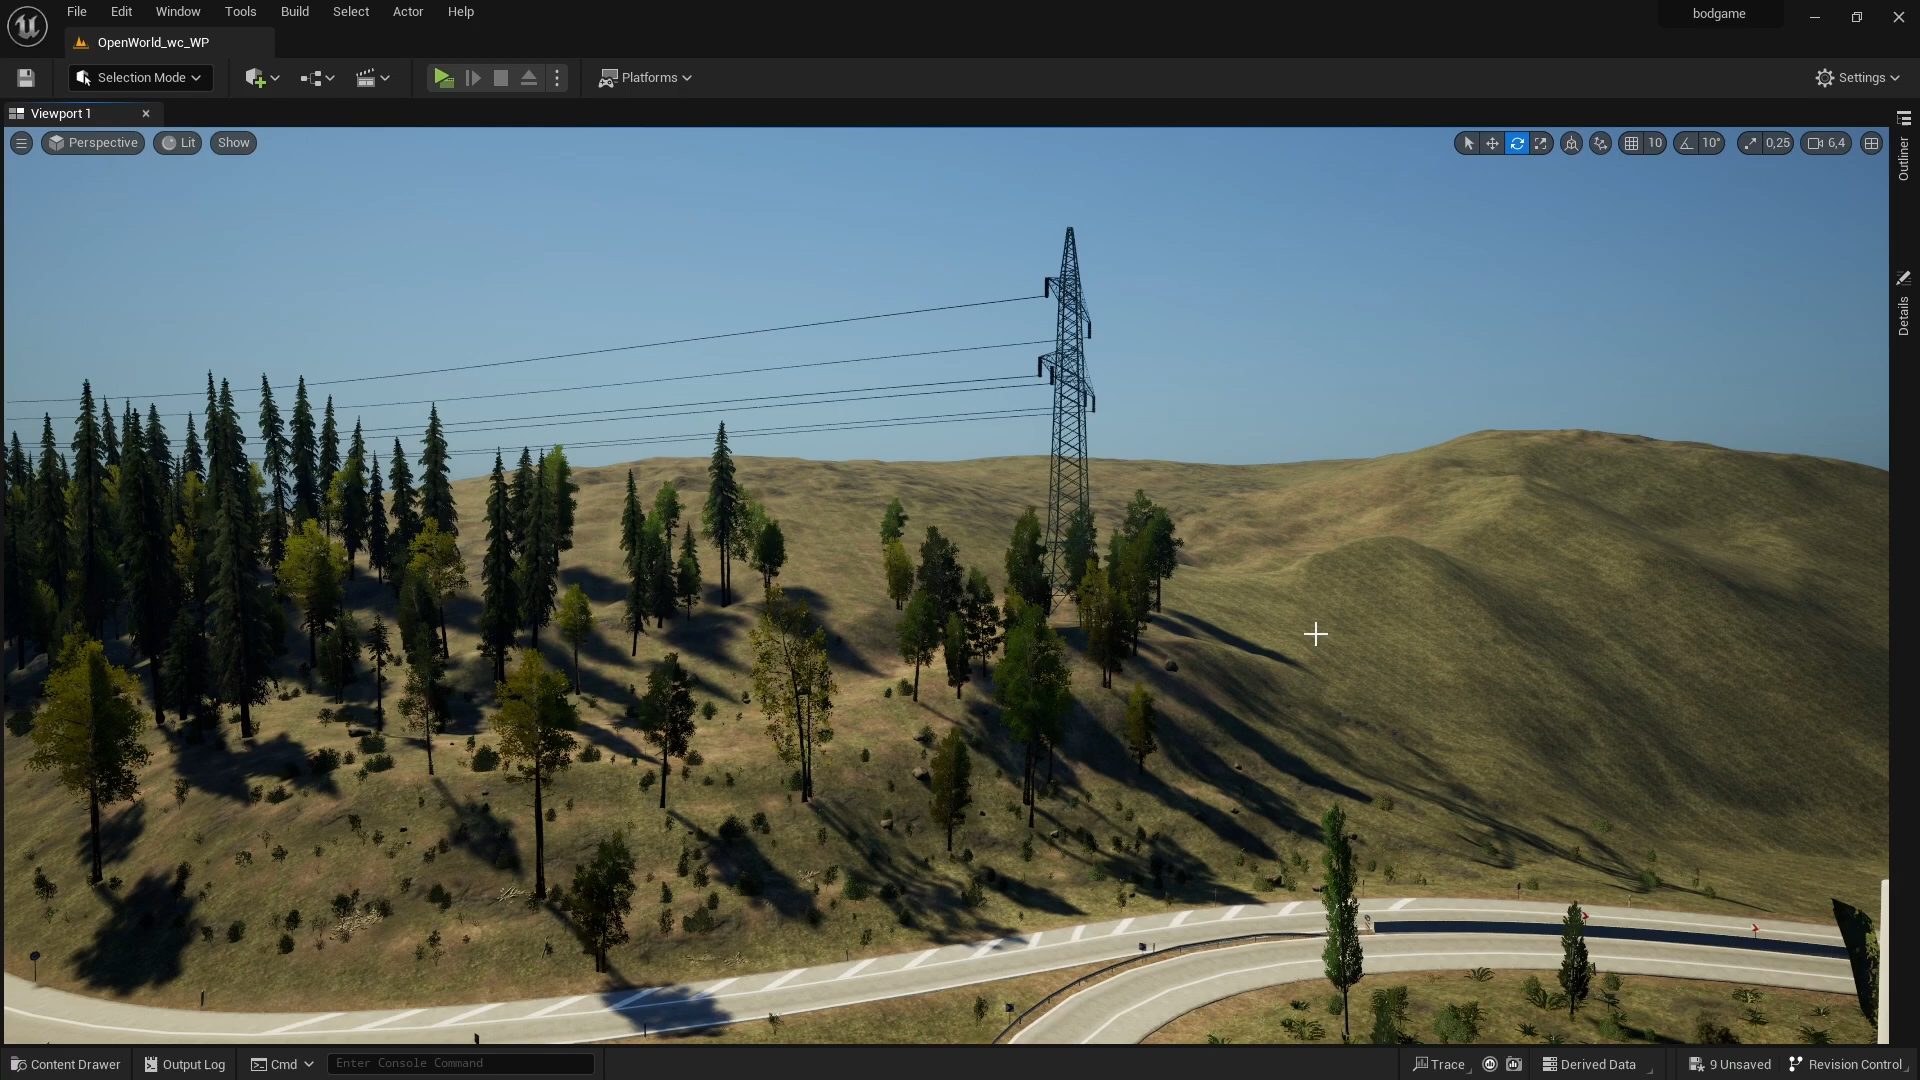 File Edit Window Tools Build Select Actor Help
bodgame
OpenWorld_wc_WP
Selection Mode
Platforms
Settings
Viewport 1
Perspective Lit Show
10 10° 0,25 6,4
Outliner
Details
Content Drawer Output Log Cmd Enter Console Command
Trace Derived Data 9 Unsaved Revision Control